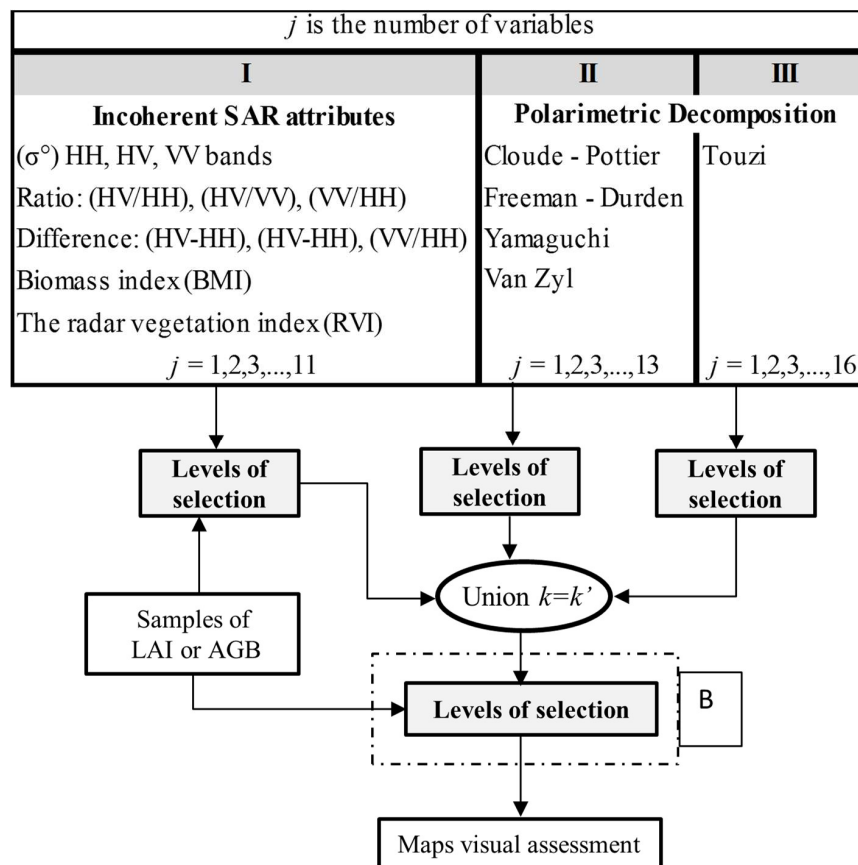 j is the number of variables
I
II
III
Incoherent SAR attributes
Polarimetric Decomposition
(σ°) HH, HV, VV bands
Ratio: (HV/HH), (HV/VV), (VV/HH)
Difference: (HV-HH), (HV-HH), (VV/HH)
Biomass index (BMI)
The radar vegetation index (RVI)
j = 1,2,3,...,11
Cloude - Pottier
Freeman - Durden
Yamaguchi
Van Zyl
j = 1,2,3,...,13
Touzi
j = 1,2,3,...,16
Levels of
selection
Levels of
selection
Levels of
selection
Union k=k’
Samples of
LAI or AGB
Levels of selection
B
Maps visual assessment